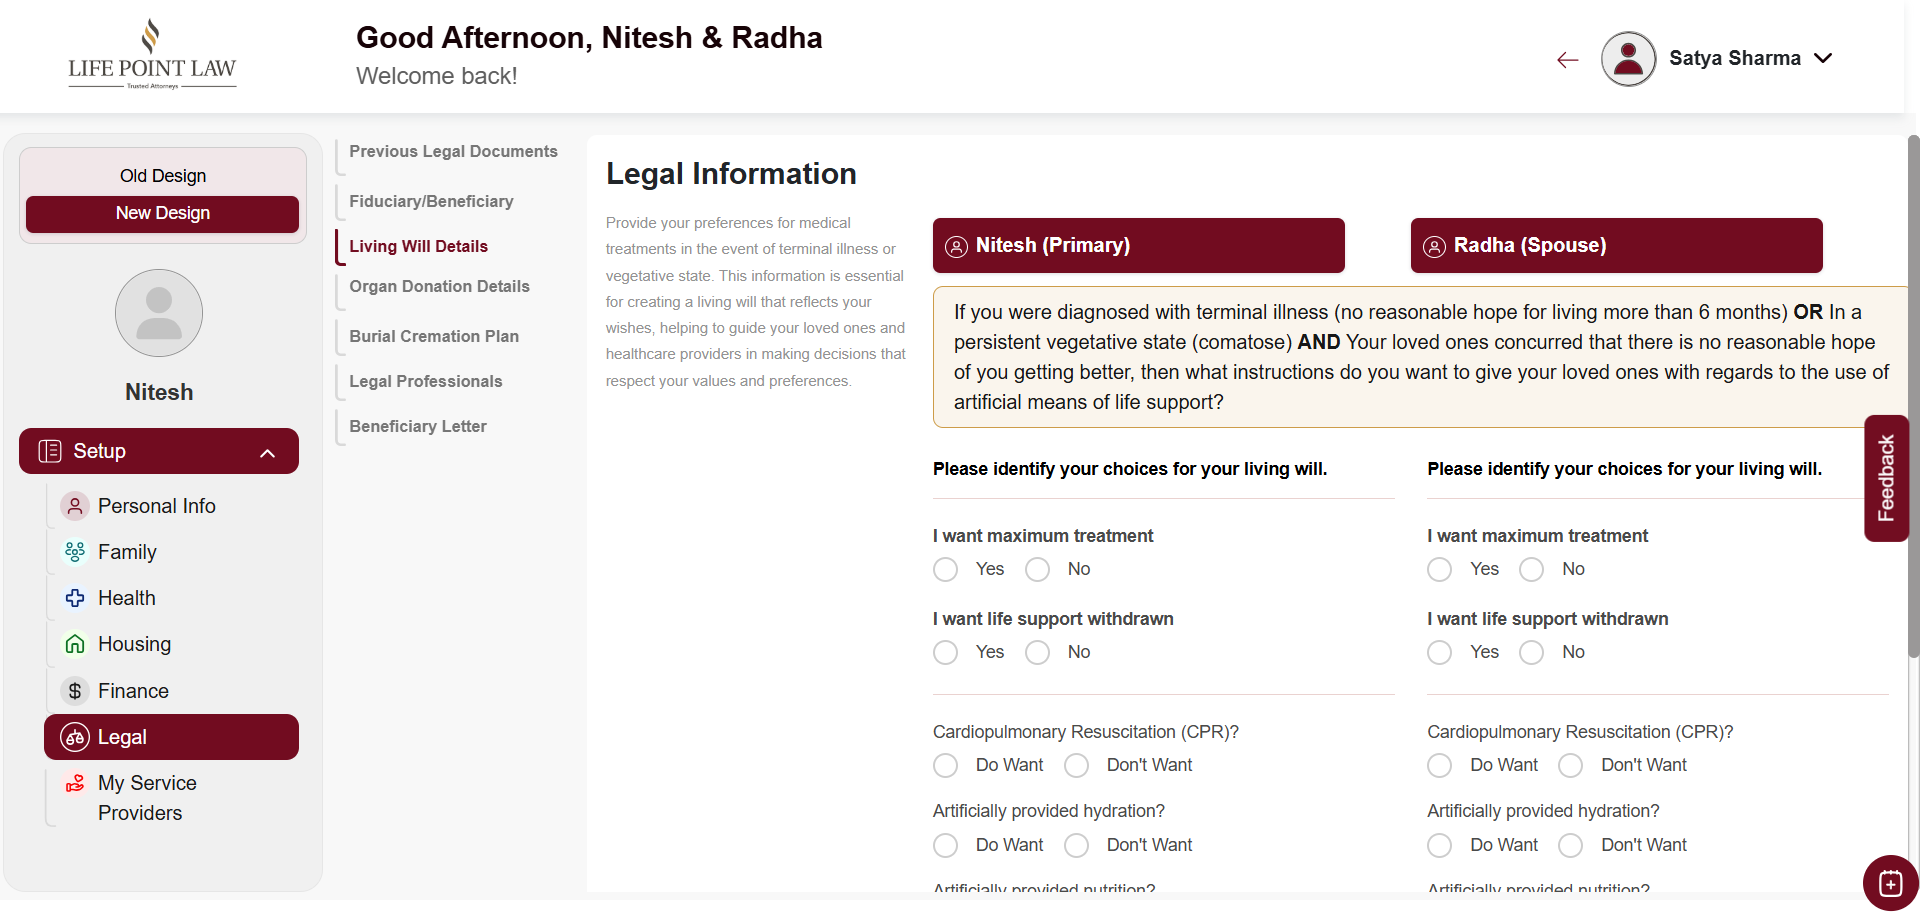 LIFE POINT LAW
Trusted Attorneys
Good Afternoon, Nitesh & Radha
Welcome back!
Satya Sharma
Old Design
New Design
Nitesh
Setup
Personal Info
Family
Health
Housing
Finance
Legal
My Service
Providers
Previous Legal Documents
Fiduciary/Beneficiary
Living Will Details
Organ Donation Details
Burial Cremation Plan
Legal Professionals
Beneficiary Letter
Legal Information
Provide your preferences for medical
treatments in the event of terminal illness or
vegetative state. This information is essential
for creating a living will that reflects your
wishes, helping to guide your loved ones and
healthcare providers in making decisions that
respect your values and preferences.
Nitesh (Primary)
Radha (Spouse)
If you were diagnosed with terminal illness (no reasonable hope for living more than 6 months) OR In a
persistent vegetative state (comatose) AND Your loved ones concurred that there is no reasonable hope
of you getting better, then what instructions do you want to give your loved ones with regards to the use of
artificial means of life support?
Please identify your choices for your living will.
I want maximum treatment
Yes No
I want life support withdrawn
Yes No
Cardiopulmonary Resuscitation (CPR)?
Do Want Don't Want
Artificially provided hydration?
Do Want Don't Want
Artificially provided nutrition?
Please identify your choices for your living will.
I want maximum treatment
Yes No
I want life support withdrawn
Yes No
Cardiopulmonary Resuscitation (CPR)?
Do Want Don't Want
Artificially provided hydration?
Do Want Don't Want
Artificially provided nutrition?
Feedback